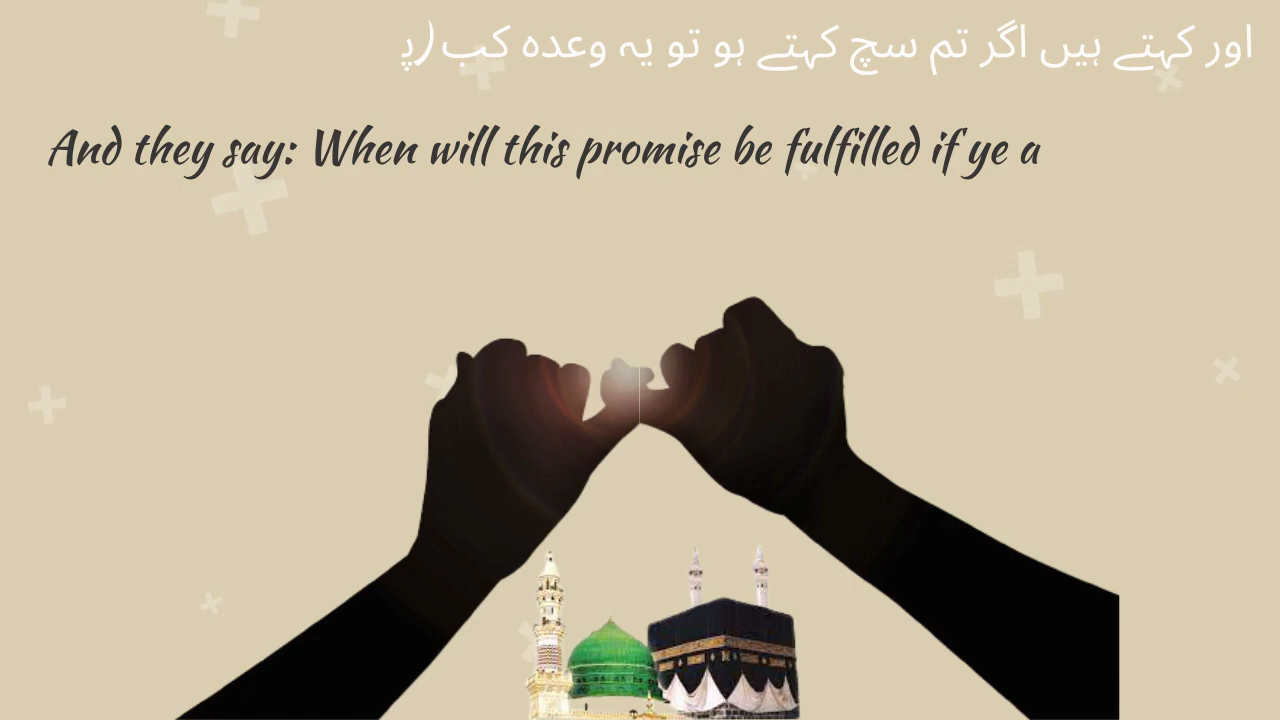 اور کہتے ہیں اگر تم سچ کہتے ہو تو یہ وعدہ کب (پ
And they say: When will this promise be fulfilled if ye a